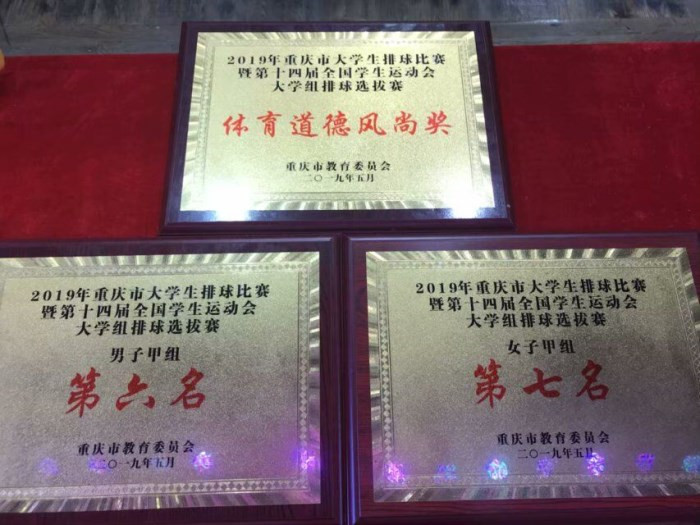 2019年重庆市大学生排球比赛
暨第十四届全国学生运动会
大学组排球选拔赛
体育道德风尚奖
重庆市教育委员会
二〇一九年五月
2019年重庆市大学生排球比赛
暨第十四届全国学生运动会
大学组排球选拔赛
男子甲组
第六名
重庆市教育委员会
二〇一九年五月
2019年重庆市大学生排球比赛
暨第十四届全国学生运动会
大学组排球选拔赛
女子甲组
第七名
重庆市教育委员会
二〇一九年五月